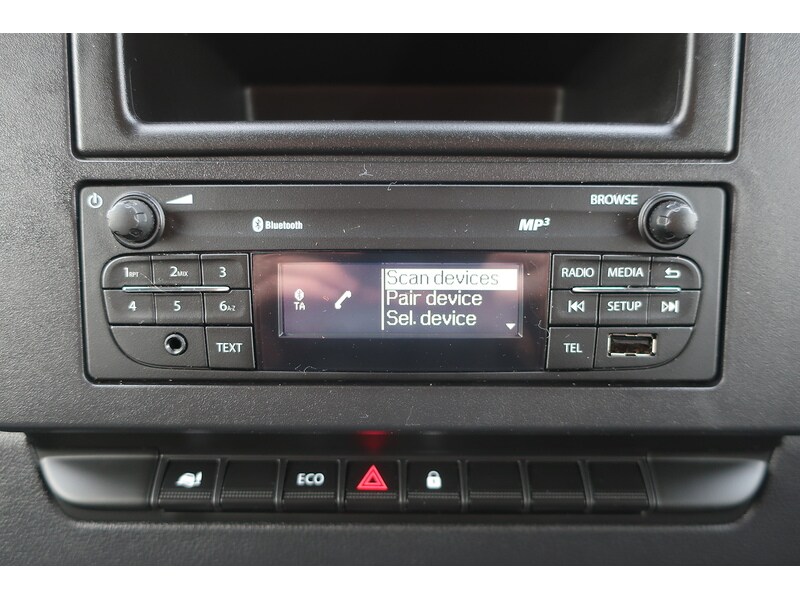 BROWSE
Bluetooth
MP3
1RPT 2MIX 3
RADIO MEDIA
4 5 6A-Z
SETUP
TEXT
TEL
Scan devices
Pair device
Sel. device
TA
ECO